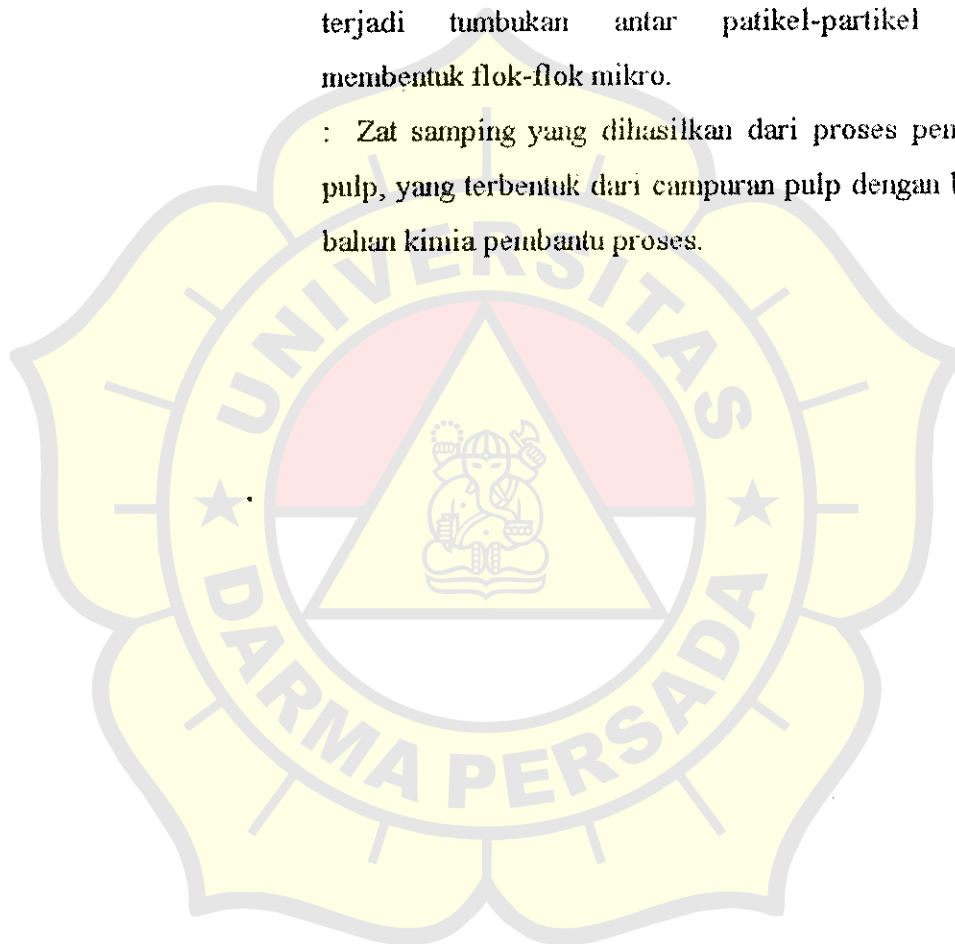 terjadi tumbukan antar patikel-partikel
membentuk flok-flok mikro.
: Zat samping yang dihasilkan dari proses pem
pulp, yang terbentuk dari campuran pulp dengan
bahan kimia pembantu proses.
UNIVERSITAS
DARMA PERSADA